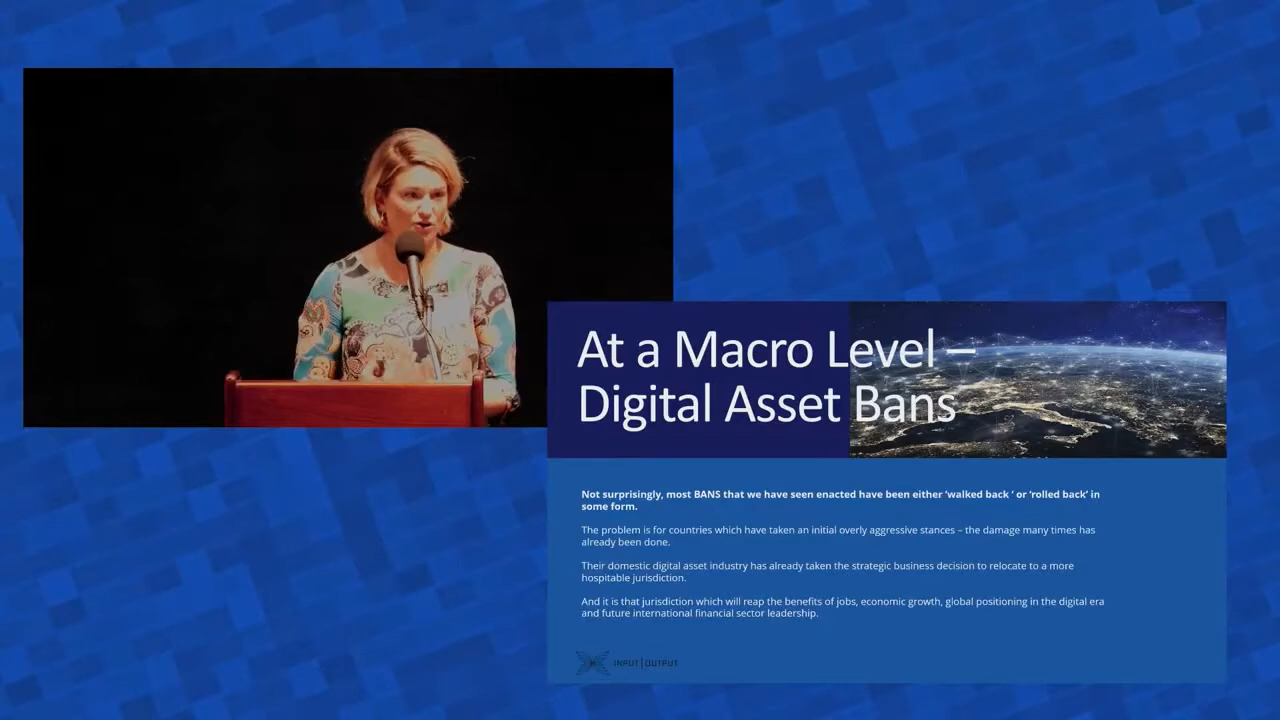 At a Macro Level –
Digital Asset Bans
Not surprisingly, most BANS that we have seen enacted have been either ‘walked back ‘ or ‘rolled back’ in
some form.
The problem is for countries which have taken an initial overly aggressive stances – the damage many times has
already been done.
Their domestic digital asset industry has already taken the strategic business decision to relocate to a more
hospitable jurisdiction.
And it is that jurisdiction which will reap the benefits of jobs, economic growth, global positioning in the digital era
and future international financial sector leadership.
INPUT|OUTPUT